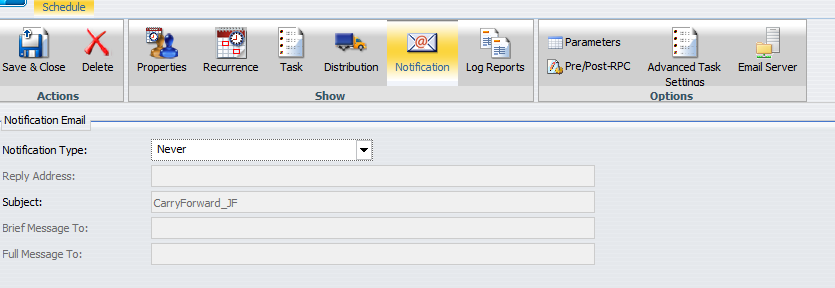 Schedule
Save & Close
Delete
Properties
Recurrence
Task
Distribution
Notification
Log Reports
Parameters
Pre/Post-RPC
Advanced Task
Settings
Email Server
Actions
Show
Options
Notification Email
Notification Type:
Never
Reply Address:
Subject:
CarryForward_JF
Brief Message To:
Full Message To: